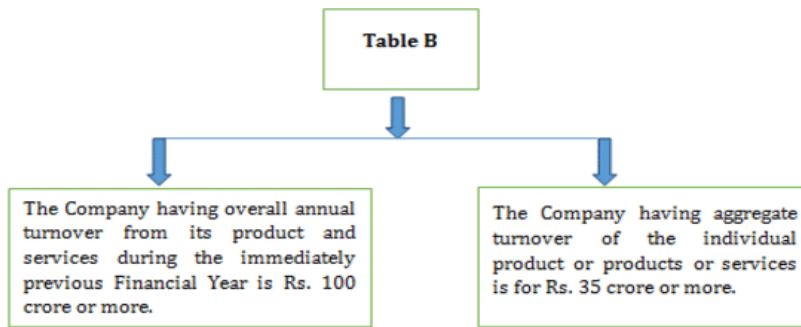 Table B
The Company having overall annual
turnover from its product and
services during the immediately
previous Financial Year is Rs. 100
crore or more.
The Company having aggregate
turnover of the individual
product or products or services
is for Rs. 35 crore or more.